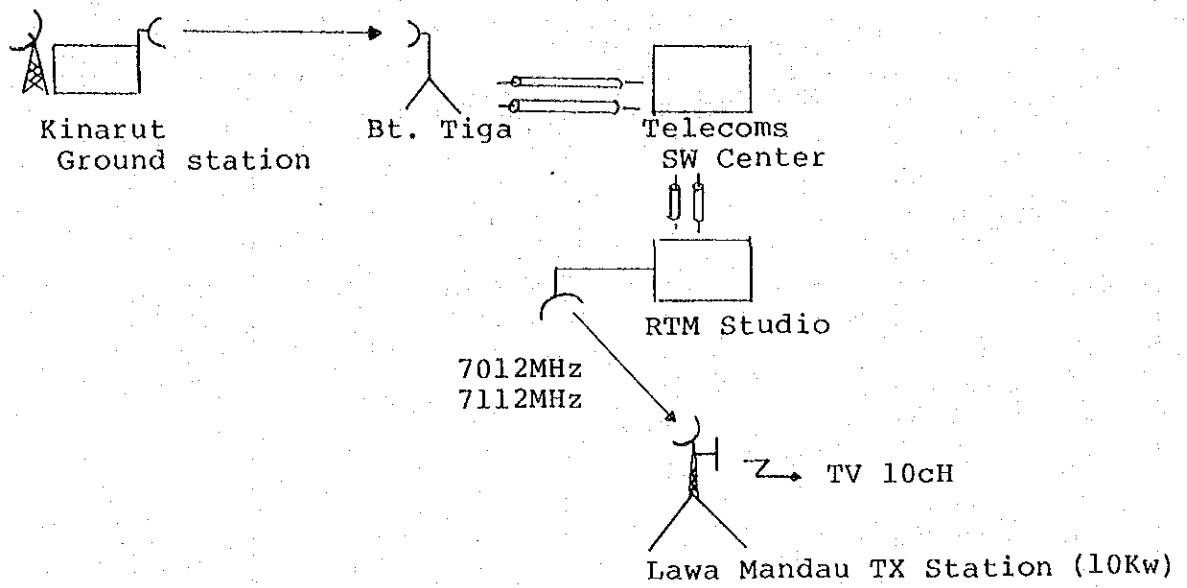 Kinarut
Ground station
Bt. Tiga
Telecoms
SW Center
RTM Studio
7012MHz
7112MHz
TV 10cH
Lawa Mandau TX Station (10Kw)